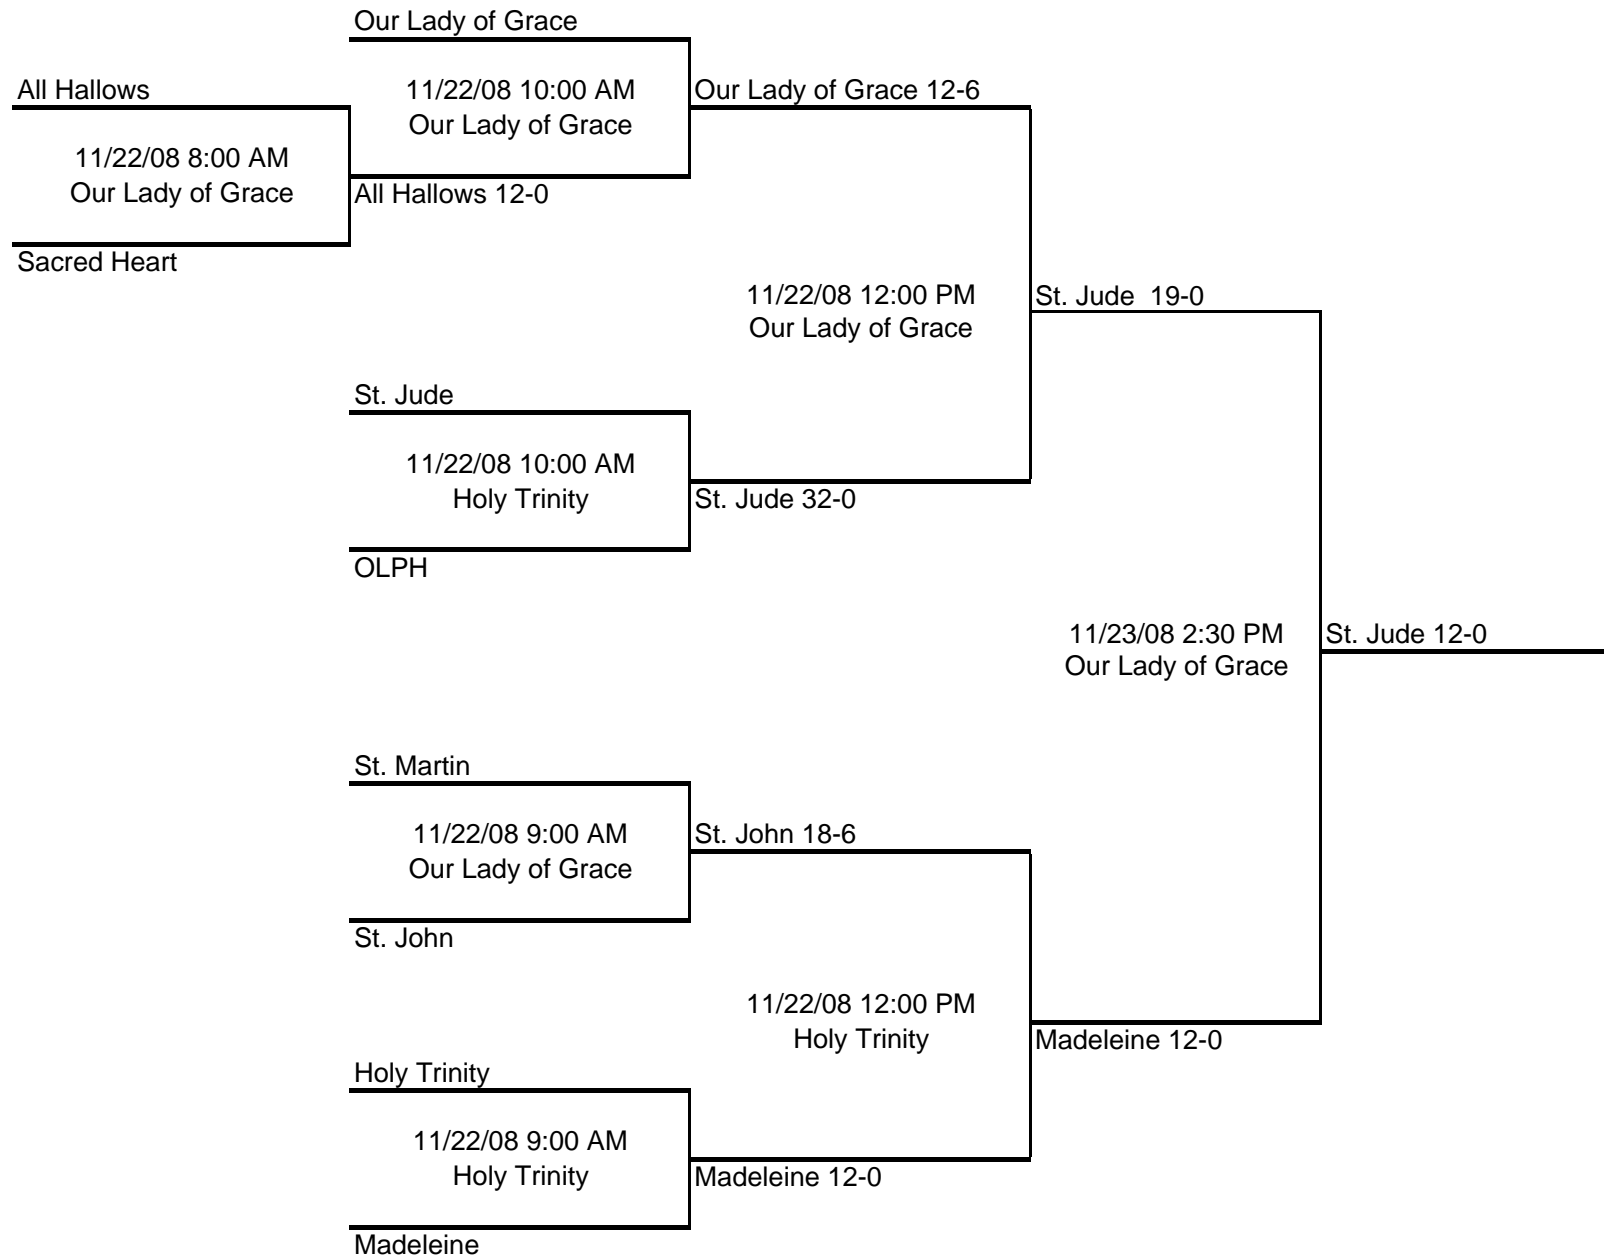 Our Lady of Grace
All Hallows
11/22/08 10:00 AM
Our Lady of Grace
Our Lady of Grace 12-6
11/22/08 8:00 AM
Our Lady of Grace
All Hallows 12-0
Sacred Heart
11/22/08 12:00 PM
Our Lady of Grace
St. Jude  19-0
St. Jude
11/22/08 10:00 AM
Holy Trinity
St. Jude 32-0
OLPH
11/23/08 2:30 PM
Our Lady of Grace
St. Jude 12-0
St. Martin
11/22/08 9:00 AM
Our Lady of Grace
St. John 18-6
St. John
11/22/08 12:00 PM
Holy Trinity
Madeleine 12-0
Holy Trinity
11/22/08 9:00 AM
Holy Trinity
Madeleine 12-0
Madeleine